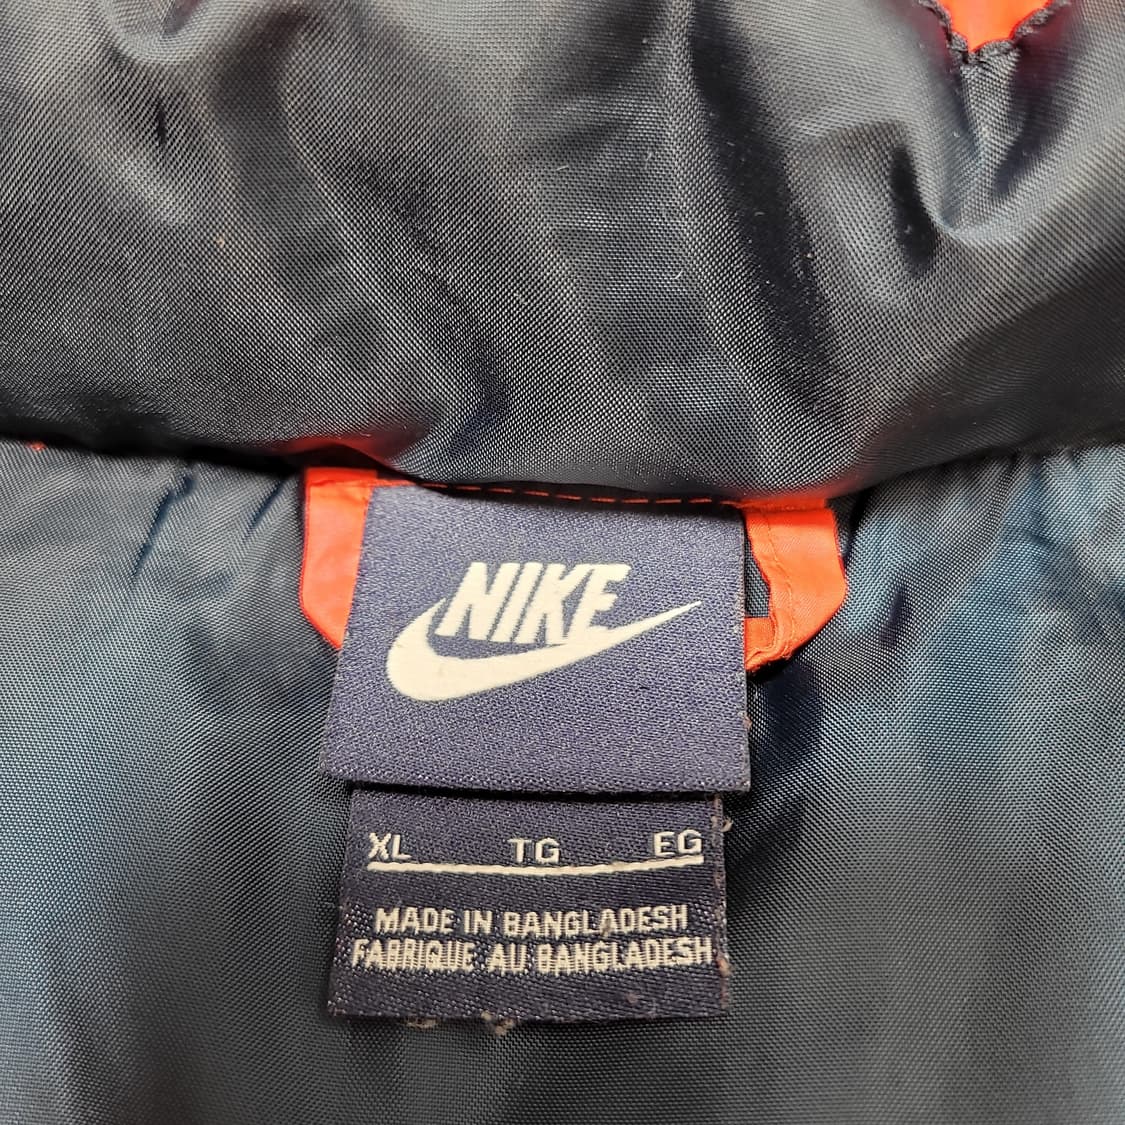 NIKE
XL TG EG
MADE IN BANGLADESH
FABRIQUE AU BANGLADESH